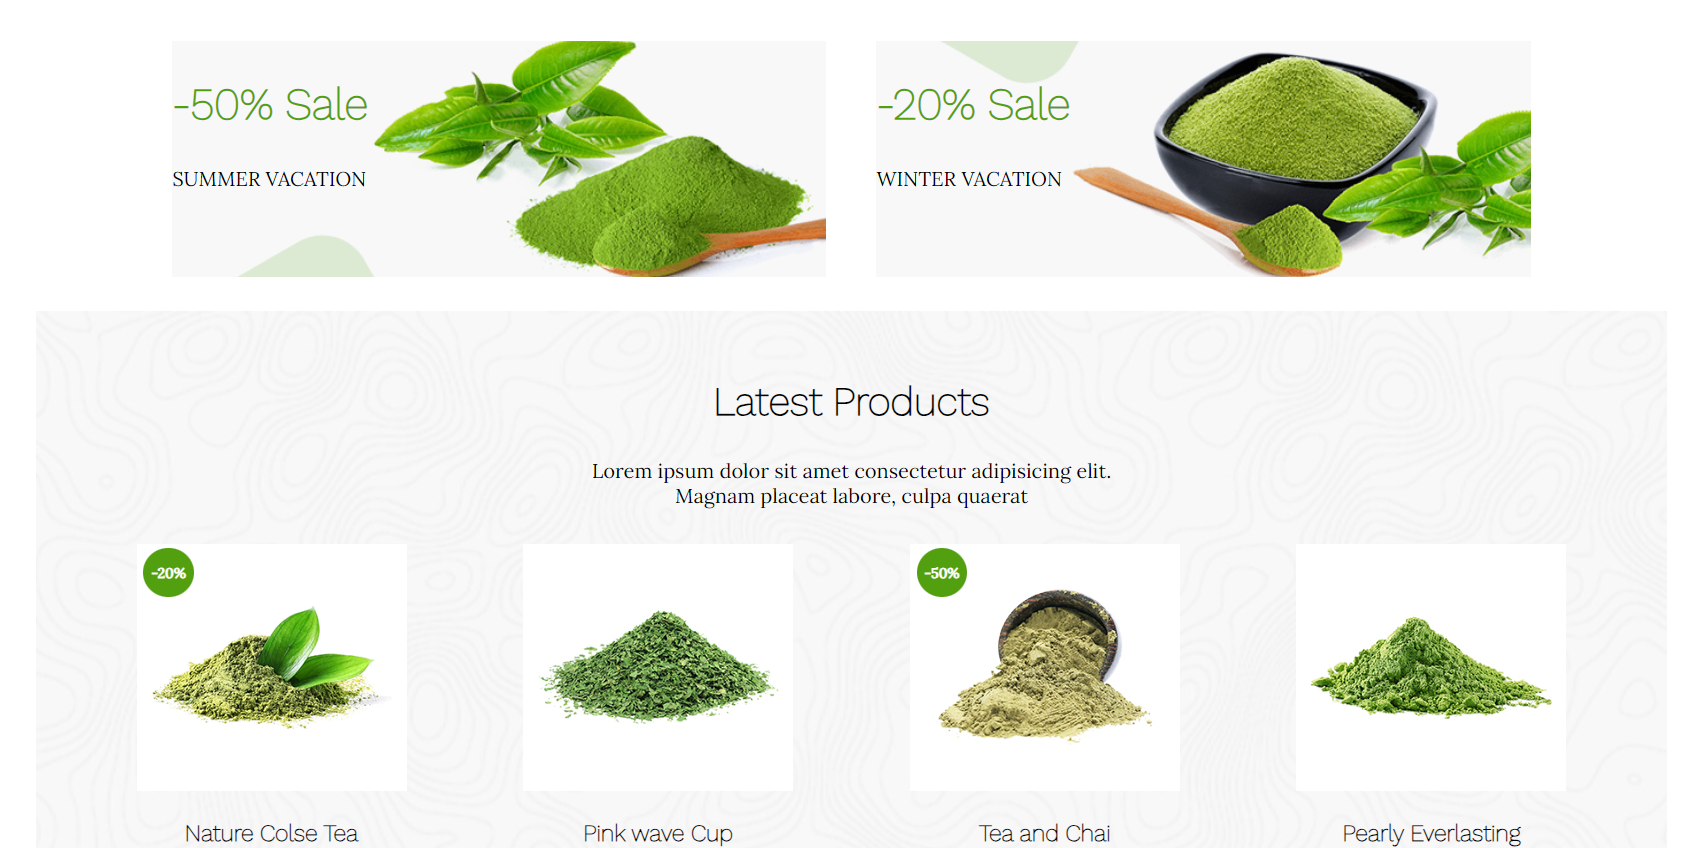 -50% Sale
SUMMER VACATION
-20% Sale
WINTER VACATION
Latest Products
Lorem ipsum dolor sit amet consectetur adipisicing elit.
Magnam placeat labore, culpa quaerat
-20%
-50%
Nature Colse Tea
Pink wave Cup
Tea and Chai
Pearly Everlasting